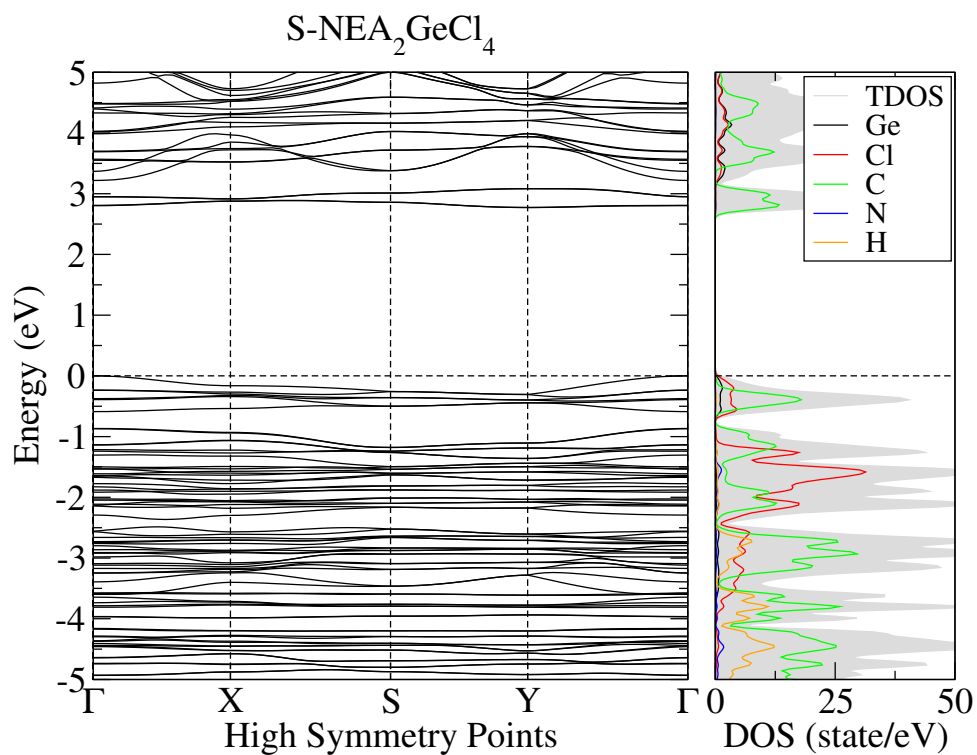 S-NEA₂GeCl₄
5
4
3
2
1
0
-1
-2
-3
-4
-5
Energy (eV)
Γ X S Y Γ
High Symmetry Points
TDOS
Ge
Cl
C
N
H
0 25 50
DOS (state/eV)